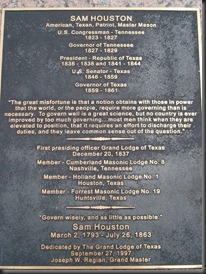 SAM HOUSTON
American, Texan, Patriot, Master Mason
U.S. Congressman - Tennessee
1823 - 1827
Governor of Tennessee
1827 - 1829
President - Republic of Texas
1836 - 1838 and 1841 - 1844
U.S. Senator - Texas
1846 - 1859
Governor of Texas
1859 - 1861
"The great misfortune is that a notion obtains with those in power
that the world, or the people, require more governing than is
necessary. To govern well is a great science, but no country is ever
improved by too much governing...most men think when they are
elevated to position, that it requires an effort to discharge their
duties, and they leave common sense out of the question."
First presiding officer Grand Lodge of Texas
December 20, 1837
Member - Cumberland Masonic Lodge No. 8
Nashville, Tennessee
Member - Holland Masonic Lodge No. 1
Houston, Texas
Member - Forrest Masonic Lodge No. 19
Huntsville, Texas
"Govern wisely, and as little as possible."
Sam Houston
March 2, 1793 - July 26, 1863
Dedicated by The Grand Lodge of Texas
September 27, 1997
Joseph W. Regian, Grand Master